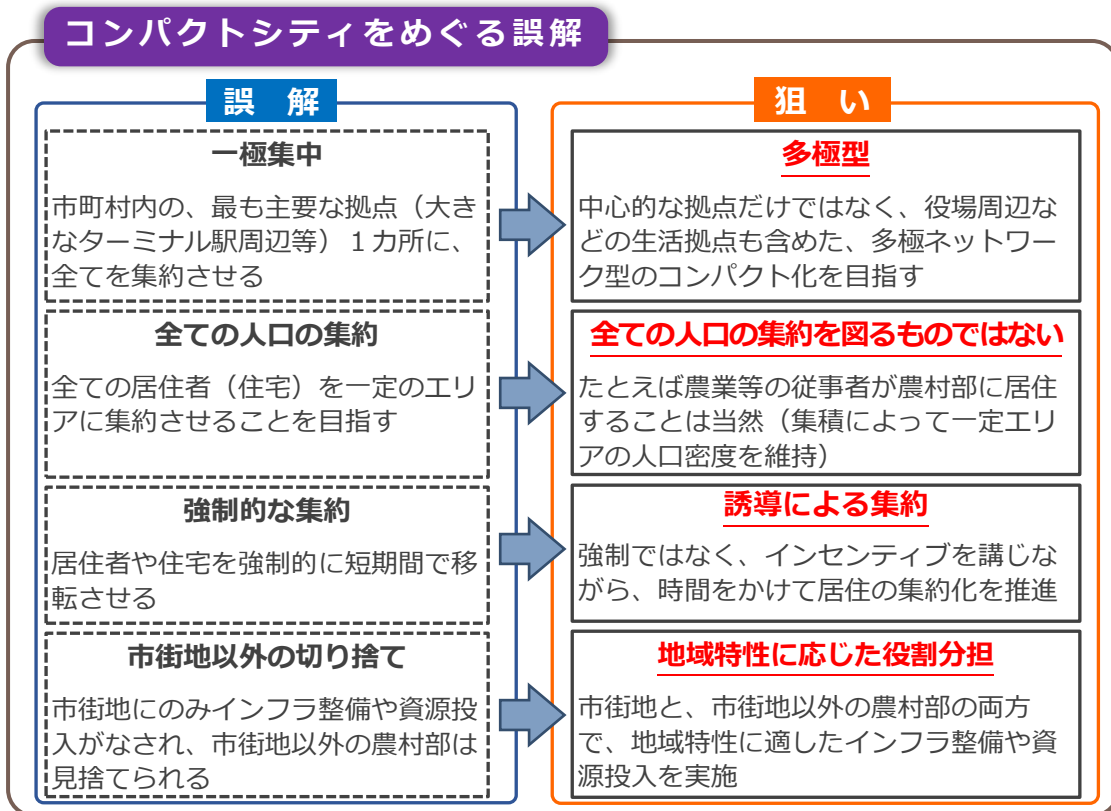 コンパクトシティをめぐる誤解
誤 解
一極集中
市町村内の、最も主要な拠点（大き
なターミナル駅周辺等）１カ所に、
全てを集約させる
全ての人口の集約
全ての居住者（住宅）を一定のエリ
アに集約させることを目指す
強制的な集約
居住者や住宅を強制的に短期間で移
転させる
市街地以外の切り捨て
市街地にのみインフラ整備や資源投
入がなされ、市街地以外の農村部は
見捨てられる
狙 い
多極型
中心的な拠点だけではなく、役場周辺な
どの生活拠点も含めた、多極ネットワー
ク型のコンパクト化を目指す
全ての人口の集約を図るものではない
たとえば農業等の従事者が農村部に居住
することは当然（集積によって一定エリ
アの人口密度を維持）
誘導による集約
強制ではなく、インセンティブを講じな
がら、時間をかけて居住の集約化を推進
地域特性に応じた役割分担
市街地と、市街地以外の農村部の両方
で、地域特性に適したインフラ整備や資
源投入を実施